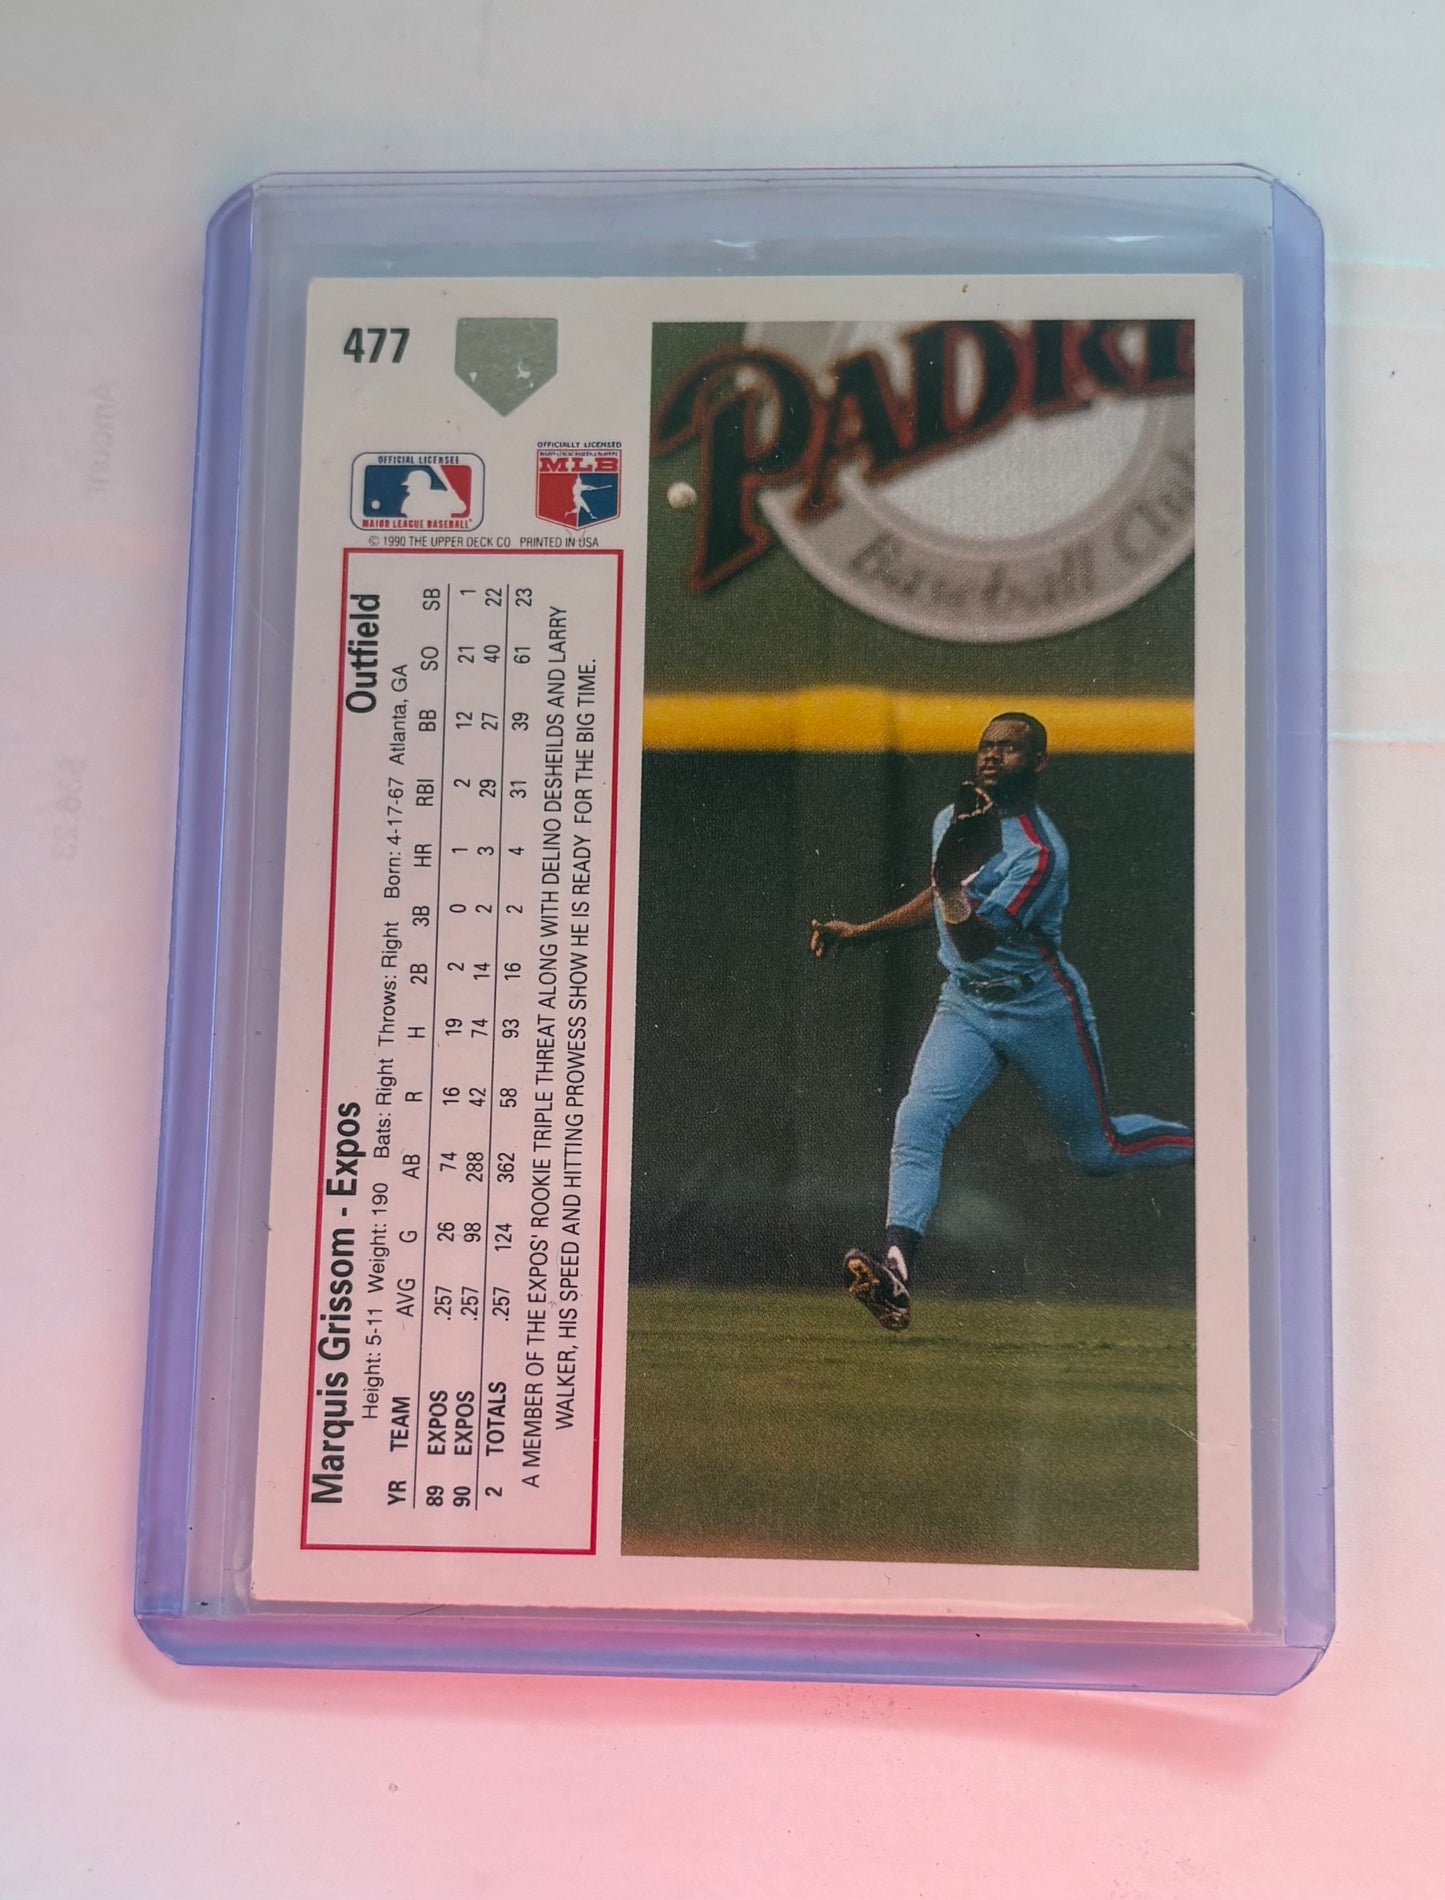 477
OFFICIAL LICENSEE
MAJOR LEAGUE BASEBALL
OFFICIALLY LICENSED
MAJOR LEAGUE BASEBALL PLAYERS
MLB
© 1990 THE UPPER DECK CO PRINTED IN USA
Marquis Grissom - Expos Outfield
Height: 5-11 Weight: 190 Bats: Right Throws: Right Born: 4-17-67 Atlanta, GA
YR TEAM AVG G AB R H 2B 3B HR RBI BB SO SB
89 EXPOS .257 26 74 16 19 2 0 1 2 12 21 1
90 EXPOS .257 98 288 42 74 14 2 3 29 27 40 22
2 TOTALS .257 124 362 58 93 16 2 4 31 39 61 23
A MEMBER OF THE EXPOS' ROOKIE TRIPLE THREAT ALONG WITH DELINO DESHEILDS AND LARRY
WALKER, HIS SPEED AND HITTING PROWESS SHOW HE IS READY FOR THE BIG TIME.
PADRE
Baseball Clu